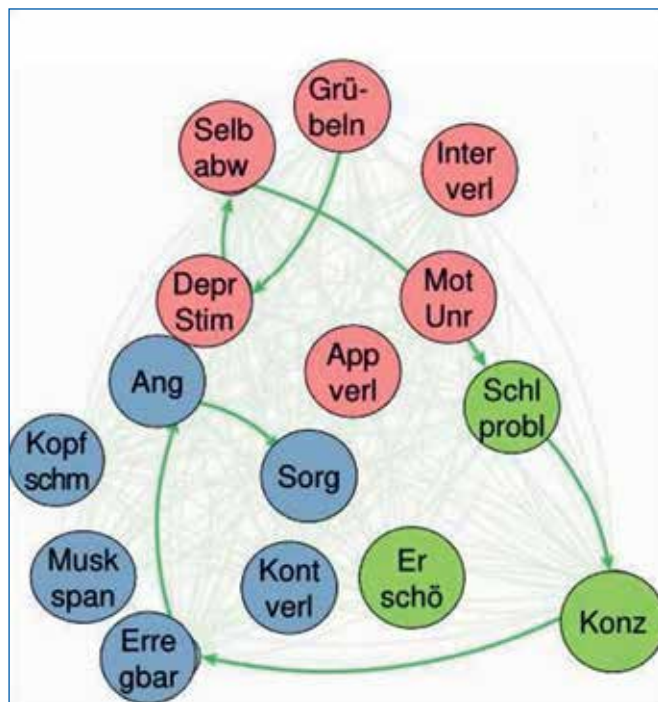 Grü-
beln
Selb
abw
Inter
verl
Depr
Stim
Mot
Unr
App
verl
Ang
Schl
probl
Kopf
schm
Sorg
Musk
span
Kont
verl
Er
schö
Konz
Erre
gbar